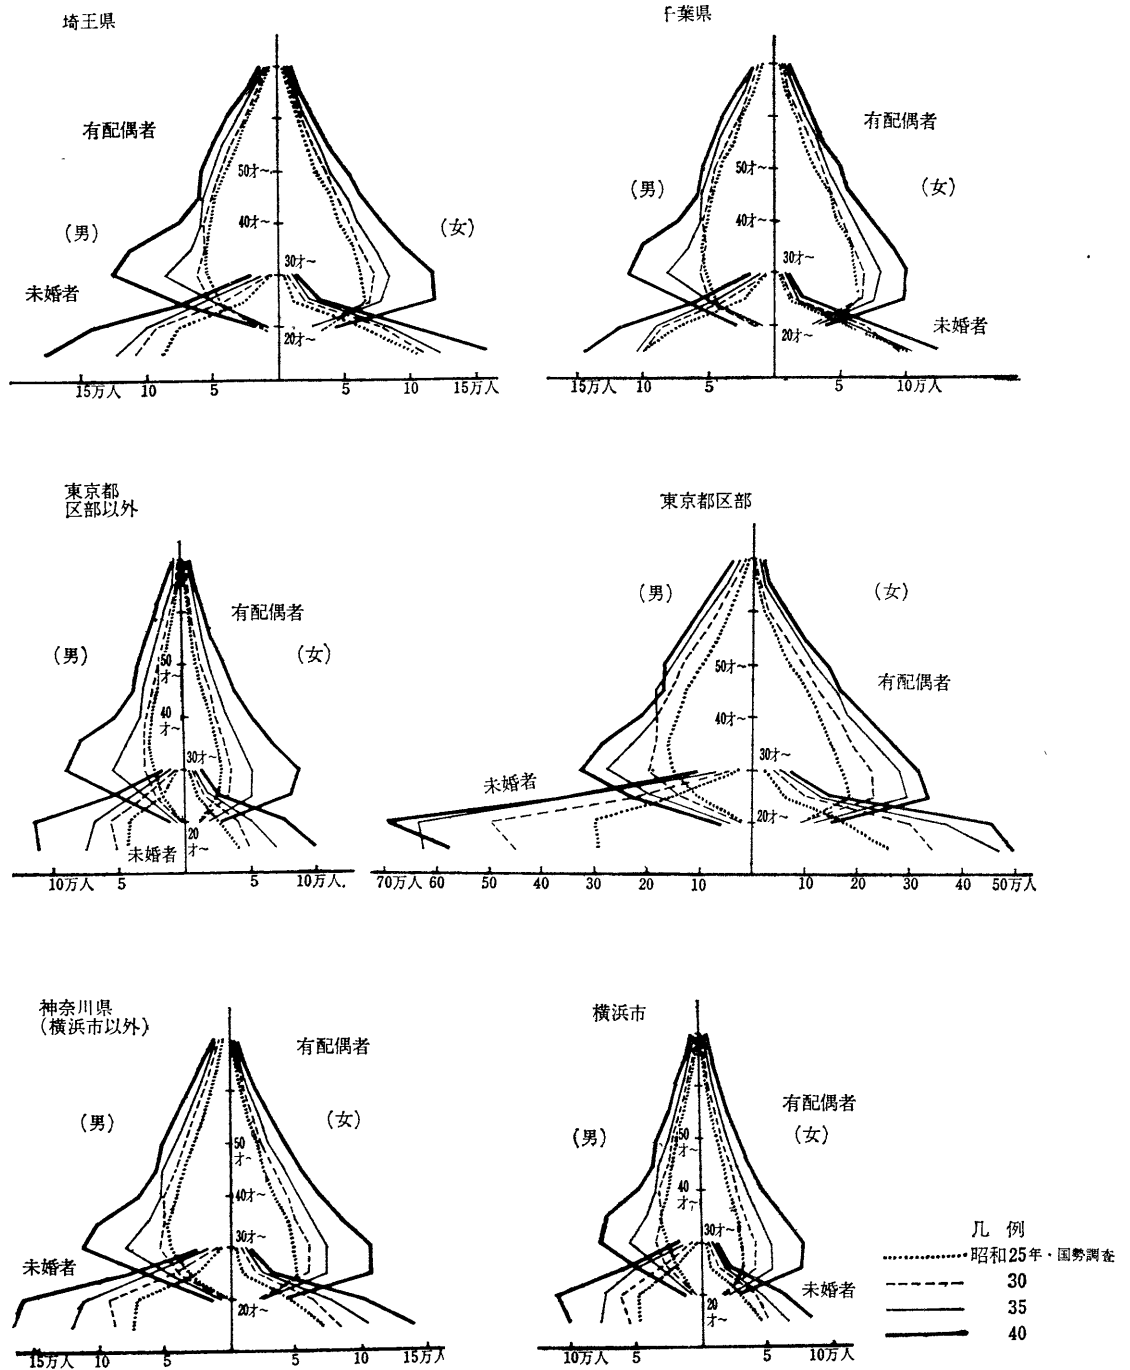 埼玉県
有配偶者
50才～
(男)
40才～
(女)
30才～
未婚者
20才～
15万人 10 5 5 10 15万人
千葉県
有配偶者
50才～
(男)
(女)
40才～
30才～
20才～
未婚者
15万人 10 5 5 10万人
東京都
区部以外
有配偶者
(男)
(女)
50
才～
40
才～
30才～
20
才～
未婚者
10万人 5 5 10万人
東京都区部
(男)
(女)
50才～
有配偶者
40才～
30才～
未婚者
20才～
70万人 60 50 40 30 20 10 10 20 30 40 50万人
神奈川県
(横浜市以外)
有配偶者
(男)
(女)
50
才～
40才～
30才～
未婚者
20才～
15万人 10 5 5 10 15万人
横浜市
有配偶者
(男)
(女)
50
才～
40
才～
30才～
未婚者
20
才～
10万人 5 5 10万人
凡 例
昭和25年・国勢調査
30
35
40